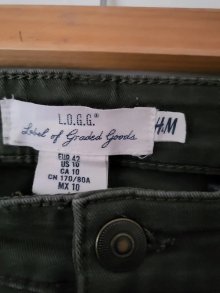 L.O.G.G.®
Label of Graded Goods
H&M
EUR 42
US 10
CA 10
CN 170/80A
MX 10